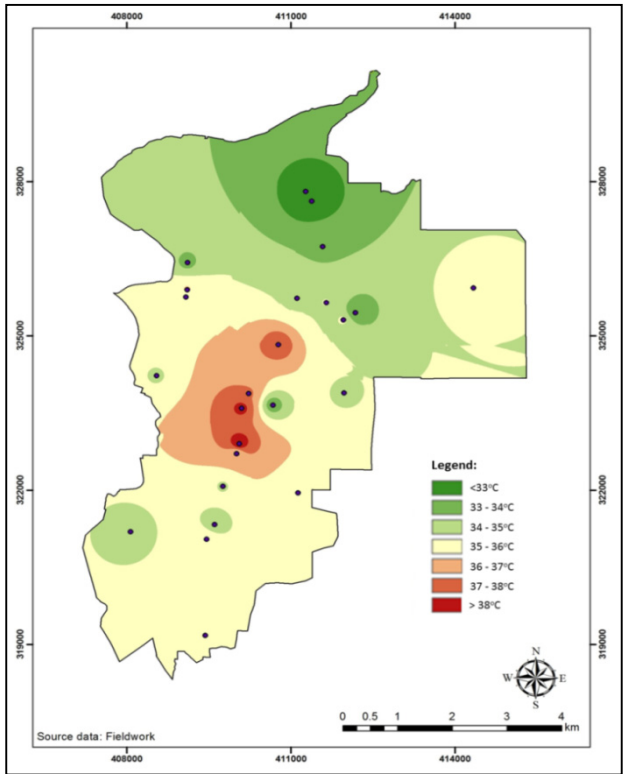 408000 411000 414000
328000 328000
325000 325000
322000 322000
319000 319000
Legend:
<33°C
33 - 34°C
34 - 35°C
35 - 36°C
36 - 37°C
37 - 38°C
> 38°C
N
W E
S
0 0.5 1 2 3 4
km
Source data: Fieldwork
408000 411000 414000